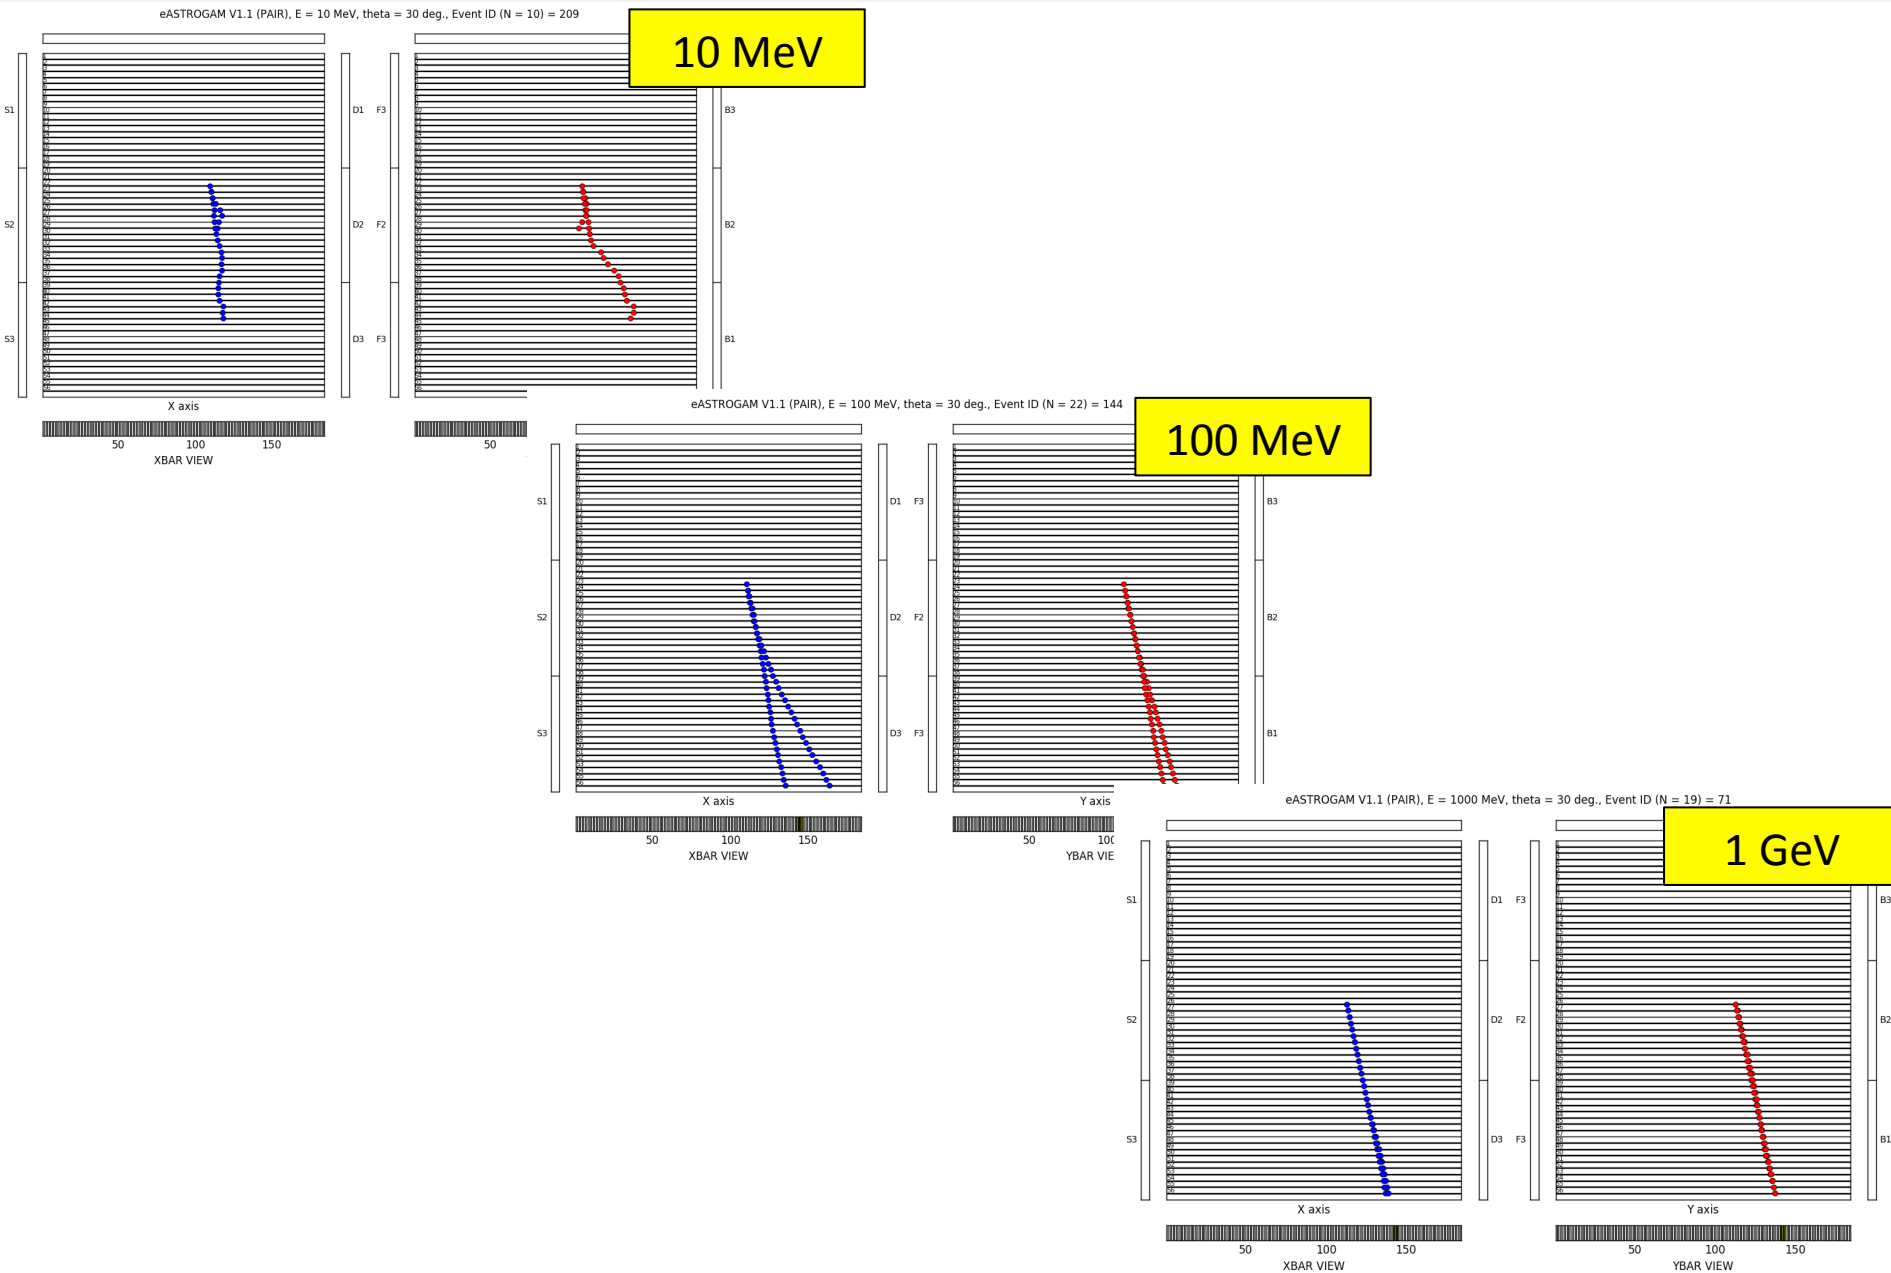 eASTROGAM V1.1 (PAIR), E = 10 MeV, theta = 30 deg., Event ID (N = 10) = 209
10 MeV
S1 D1 F3 B3
S2 D2 F2 B2
S3 D3 F3 B1
X axis
50 100 150 50
XBAR VIEW
eASTROGAM V1.1 (PAIR), E = 100 MeV, theta = 30 deg., Event ID (N = 22) = 144
100 MeV
S1 D1 F3 B3
S2 D2 F2 B2
S3 D3 F3 B1
X axis Y axis
50 100 150 50 100
XBAR VIEW YBAR VIE
eASTROGAM V1.1 (PAIR), E = 1000 MeV, theta = 30 deg., Event ID (N = 19) = 71
1 GeV
S1 D1 F3 B3
S2 D2 F2 B2
S3 D3 F3 B1
X axis Y axis
50 100 150 50 100 150
XBAR VIEW YBAR VIEW